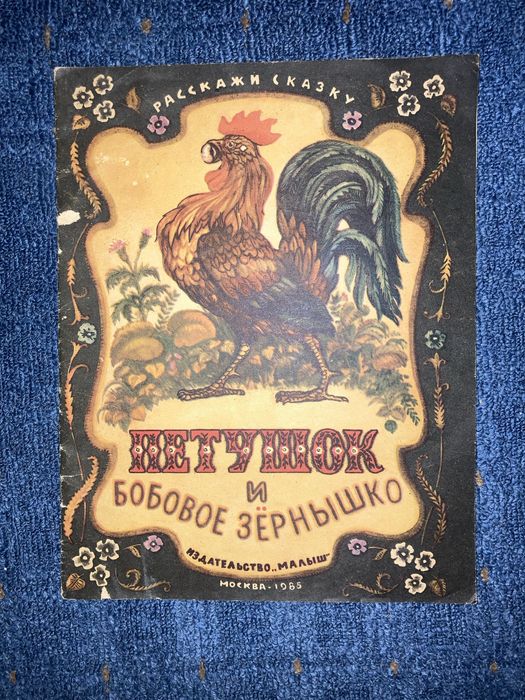 РАССКАЖИ СКАЗКУ
ПЕТУШОК
И
БОБОВОЕ ЗЁРНЫШКО
ИЗДАТЕЛЬСТВО „МАЛЫШ"
МОСКВА-1985